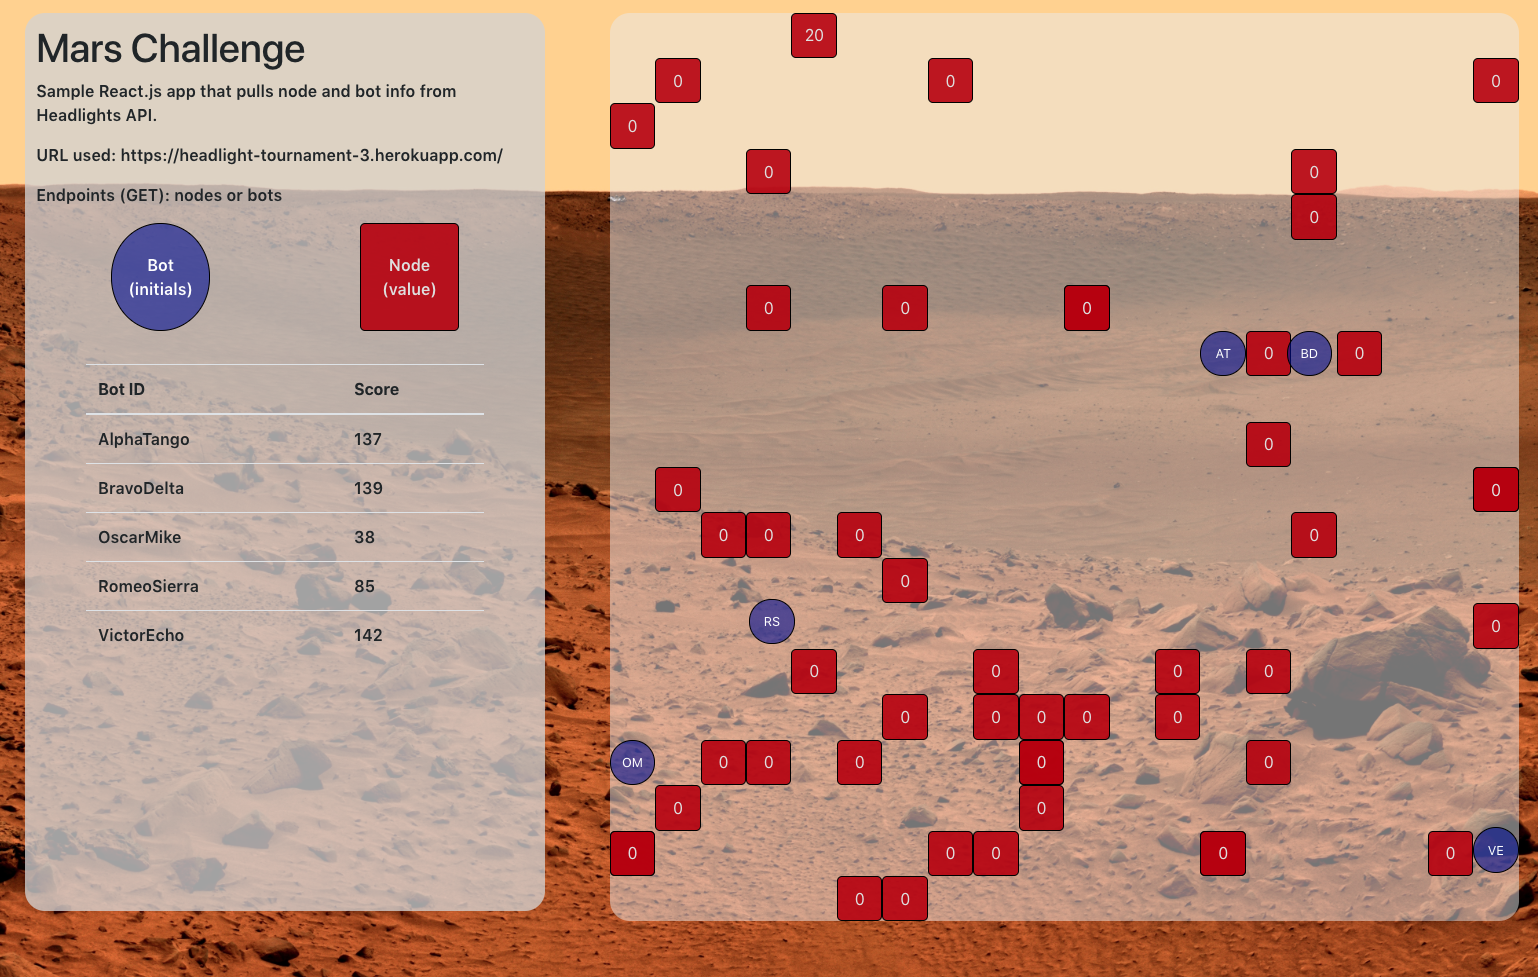 Mars Challenge
Sample React.js app that pulls node and bot info from
Headlights API.
URL used: https://headlight-tournament-3.herokuapp.com/
Endpoints (GET): nodes or bots
Bot
(initials)
Node
(value)
Bot ID Score
AlphaTango 137
BravoDelta 139
OscarMike 38
RomeoSierra 85
VictorEcho 142
20
0 0 0
0
0 0
0
0 0 0
AT 0 BD 0
0
0 0
0 0 0 0
0
RS
0
0 0 0 0
0 0 0 0 0
OM 0 0 0 0 0
0 0
0 0 0 0 0 VE
0 0